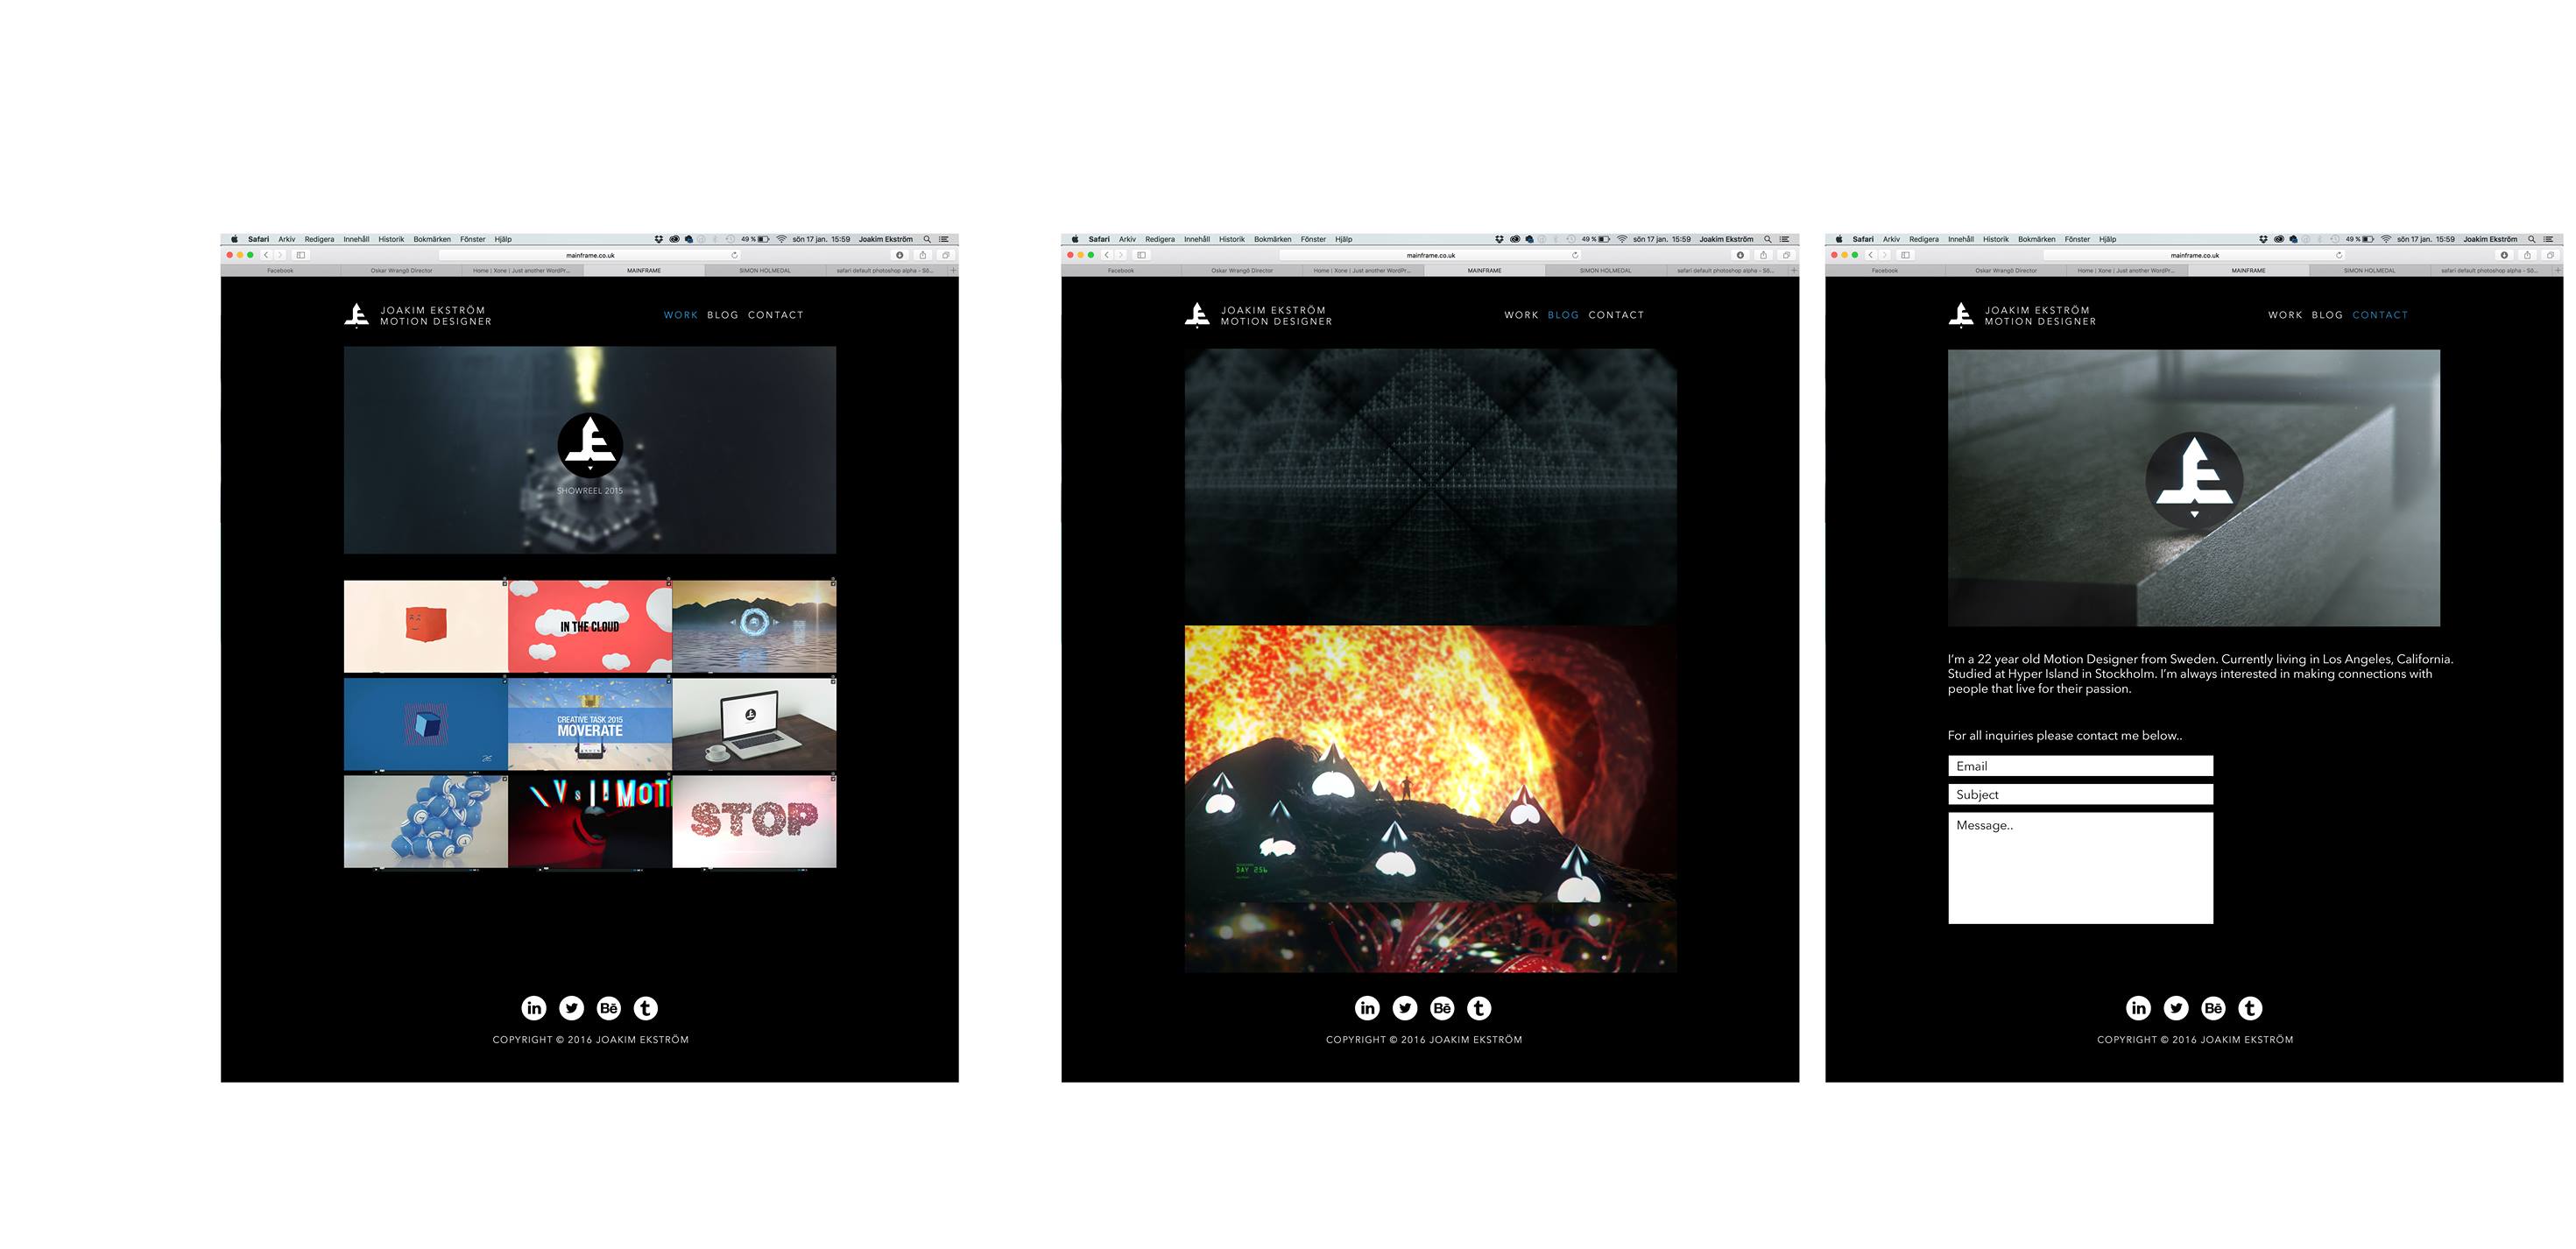 Safari Arkiv Redigera Innehåll Historik Bokmärken Fönster Hjälp 49 % sön 17 jan. 15:59 Joakim Ekström
mainframe.co.uk
Facebook Oskar Wrangö Director Home | Xone | Just another WordPr... MAINFRAME SIMON HOLMEDAL safari default photoshop alpha - Sö...
JOAKIM EKSTRÖM
MOTION DESIGNER
WORK BLOG CONTACT
SHOWREEL 2015
IN THE CLOUD
CREATIVE TASK 2015
MOVERATE
STOP
in Bē t
COPYRIGHT © 2016 JOAKIM EKSTRÖM
Safari Arkiv Redigera Innehåll Historik Bokmärken Fönster Hjälp 49 % sön 17 jan. 15:59 Joakim Ekström
mainframe.co.uk
Facebook Oskar Wrangö Director Home | Xone | Just another WordPr... MAINFRAME SIMON HOLMEDAL safari default photoshop alpha - Sö...
JOAKIM EKSTRÖM
MOTION DESIGNER
WORK BLOG CONTACT
DAY 256
in Bē t
COPYRIGHT © 2016 JOAKIM EKSTRÖM
Safari Arkiv Redigera Innehåll Historik Bokmärken Fönster Hjälp 49 % sön 17 jan. 15:59 Joakim Ekström
mainframe.co.uk
Facebook Oskar Wrangö Director Home | Xone | Just another WordPr... MAINFRAME SIMON HOLMEDAL safari default photoshop alpha - Sö...
JOAKIM EKSTRÖM
MOTION DESIGNER
WORK BLOG CONTACT
I'm a 22 year old Motion Designer from Sweden. Currently living in Los Angeles, California.
Studied at Hyper Island in Stockholm. I'm always interested in making connections with
people that live for their passion.
For all inquiries please contact me below..
Email
Subject
Message..
in Bē t
COPYRIGHT © 2016 JOAKIM EKSTRÖM